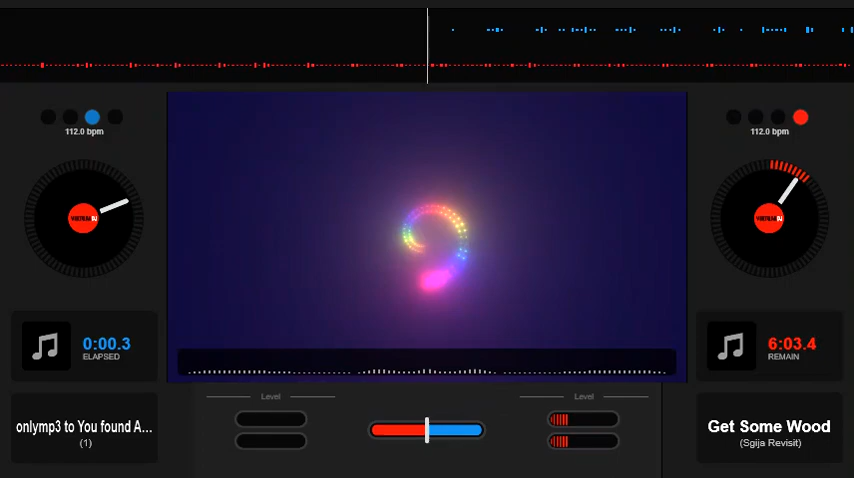 112.0 bpm
112.0 bpm
0:00.3
ELAPSED
6:03.4
REMAIN
onlymp3 to You found A...
(1)
Level
Level
Get Some Wood
(Sgija Revisit)